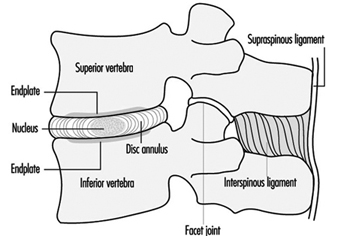 Supraspinous ligament
Superior vertebra
Endplate
Nucleus
Disc annulus
Endplate
Inferior vertebra
Interspinous ligament
Facet joint